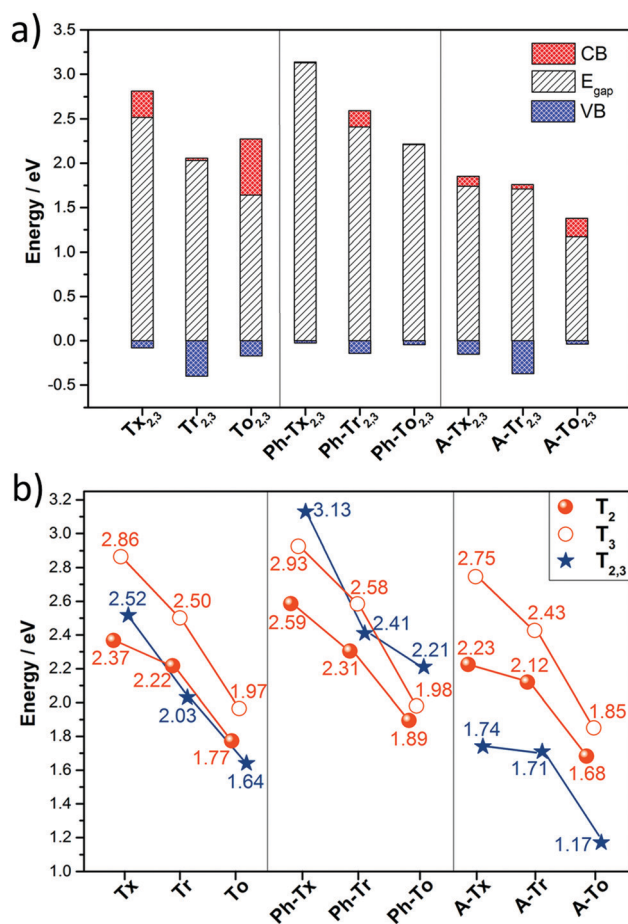 a)
3.5
3.0
2.5
2.0
1.5
1.0
0.5
0.0
-0.5
Energy / eV
CB
E_gap
VB
Tx2,3
Tr2,3
To2,3
Ph-Tx2,3
Ph-Tr2,3
Ph-To2,3
A-Tx2,3
A-Tr2,3
A-To2,3
b)
3.2
3.0
2.8
2.6
2.4
2.2
2.0
1.8
1.6
1.4
1.2
1.0
Energy / eV
T2
T3
T2,3
2.86
2.52
2.37
2.50
2.22
2.03
1.97
1.77
1.64
3.13
2.93
2.59
2.58
2.41
2.31
2.21
1.98
1.89
2.75
2.23
1.74
2.43
2.12
1.71
1.85
1.68
1.17
Tx
Tr
To
Ph-Tx
Ph-Tr
Ph-To
A-Tx
A-Tr
A-To